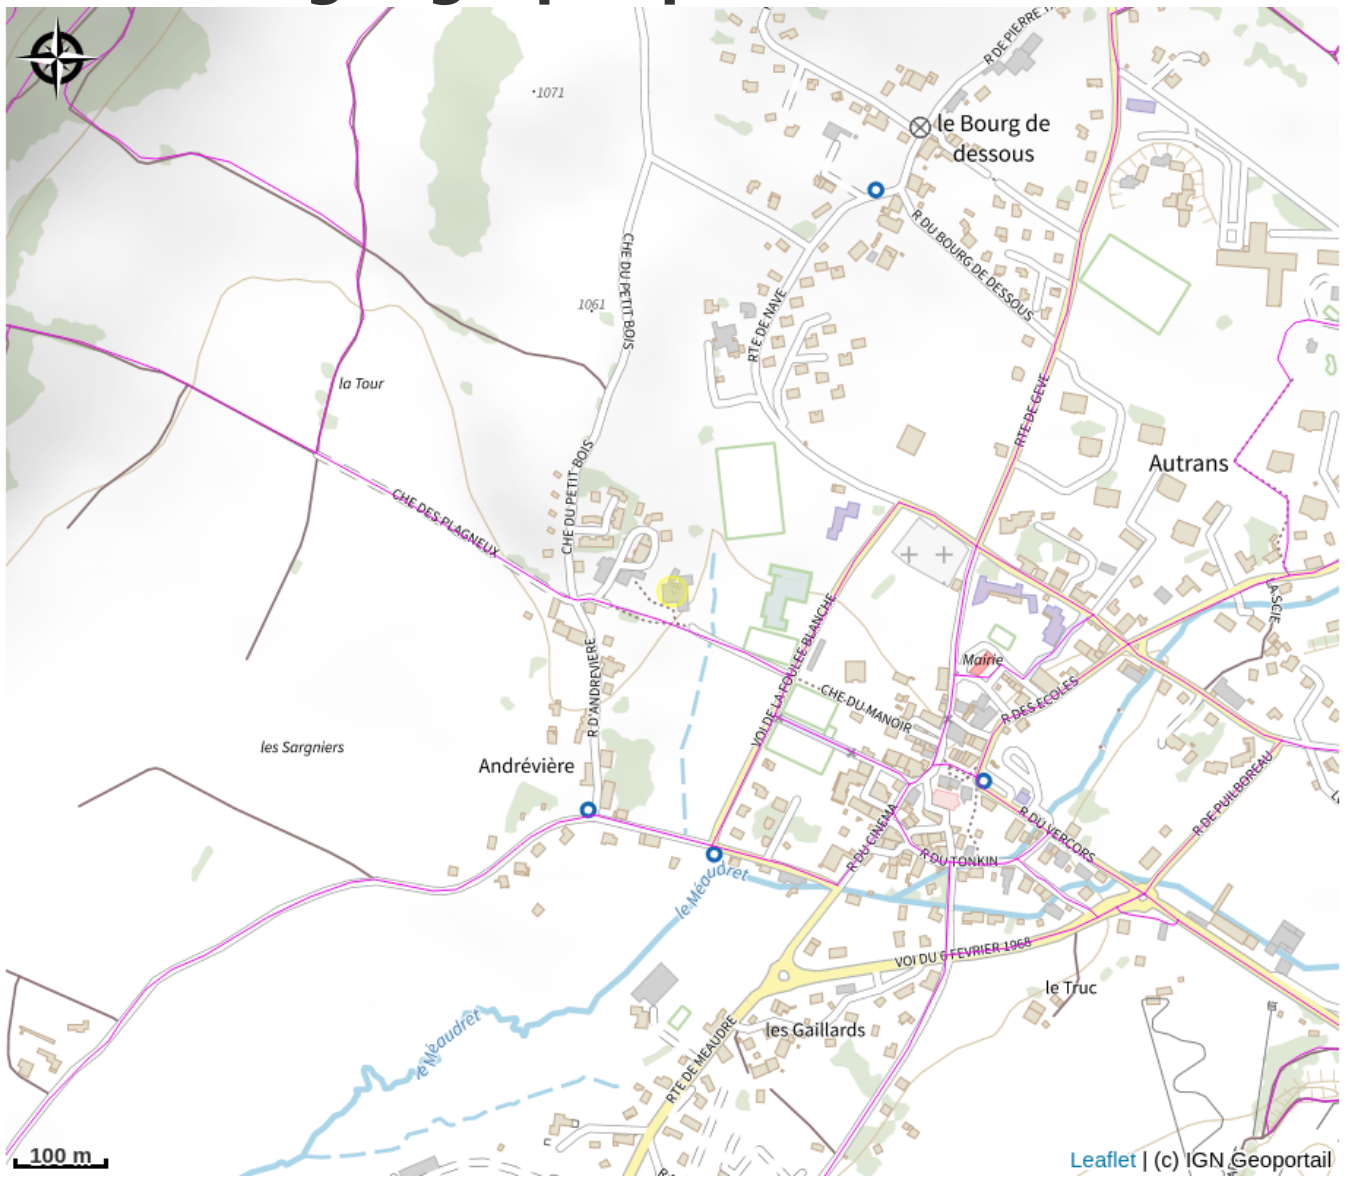 R DE PIERRE
1071
le Bourg de
dessous
R DU BOURG DE DESSOUS
CHE DU PETIT BOIS
1061
RTE DE NAVE
la Tour
RTE DE GEVE
Autrans
CHE DU PETIT BOIS
CHE DES PLAGNEUX
LA SCIE
VOI DE LA FOULEE BLANCHE
R D'ANDREVIERE
Mairie
CHE DU MANOIR
R DES ECOLES
les Sargniers
Andrévière
R DE PUILBOREAU
R DU CINEMA
R DU VERCORS
R DU TONKIN
le Méaudret
VOI DU 6 FEVRIER 1968
le Truc
le Méaudret
les Gaillards
RTE DE MEAUDRE
100 m
Leaflet | (c) IGN Geoportail